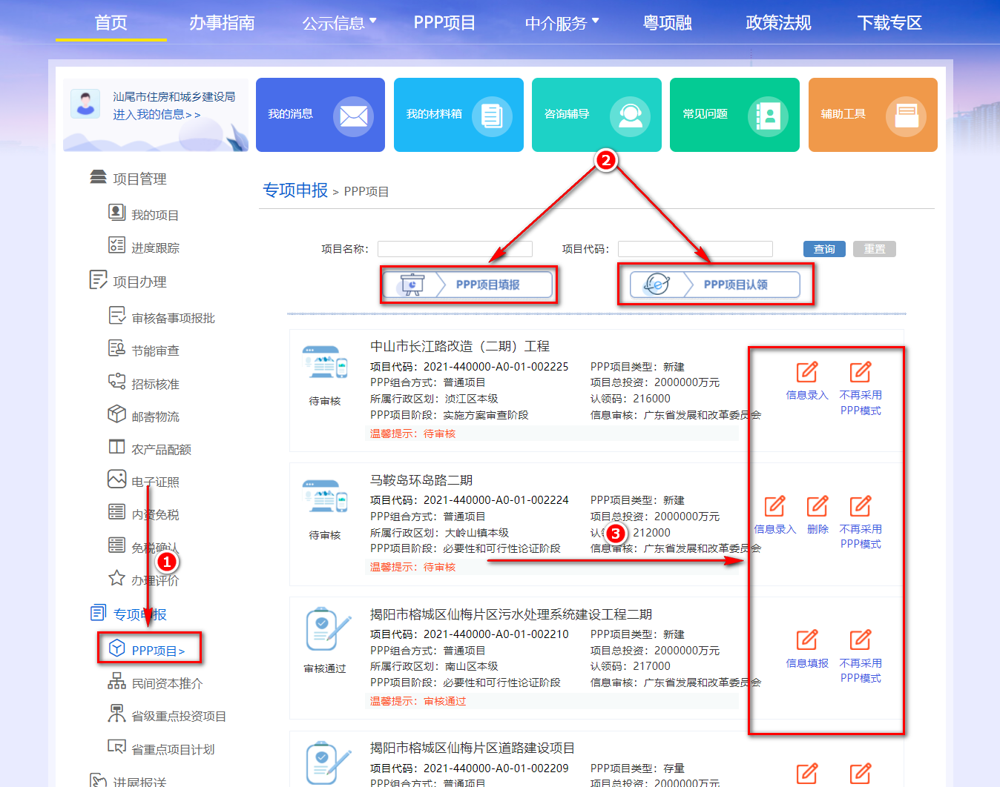 首页 办事指南 公示信息 PPP项目 中介服务 粤项融 政策法规 下载专区
汕尾市住房和城乡建设局
进入我的信息>>
我的消息
我的材料箱
咨询辅导
常见问题
辅助工具
项目管理
我的项目
进度跟踪
项目办理
审核备事项报批
节能审查
招标核准
邮寄物流
农产品配额
电子证照
内资免税
免税确认
办理评价
专项申报
PPP项目>
民间资本推介
省级重点投资项目
省重点项目计划
进展报送
1
2
专项申报 > PPP项目
项目名称： 项目代码： 查询 重置
PPP项目填报 PPP项目认领
中山市长江路改造（二期）工程
项目代码：2021-440000-A0-01-002225 PPP项目类型：新建
PPP组合方式：普通项目 项目总投资：2000000万元
所属行政区划：浈江区本级 认领码：216000
PPP项目阶段：实施方案审查阶段 信息审核：广东省发展和改革委员会
温馨提示：待审核
待审核
信息录入 不再采用
PPP模式
马鞍岛环岛路二期
项目代码：2021-440000-A0-01-002224 PPP项目类型：新建
PPP组合方式：普通项目 项目总投资：2000000万元
所属行政区划：大岭山镇本级 认 3 212000
PPP项目阶段：必要性和可行性论证阶段 信息审核：广东省发展和改革委员会
温馨提示：待审核
待审核
信息录入 删除 不再采用
PPP模式
揭阳市榕城区仙梅片区污水处理系统建设工程二期
项目代码：2021-440000-A0-01-002210 PPP项目类型：新建
PPP组合方式：普通项目 项目总投资：2000000万元
所属行政区划：南山区本级 认领码：217000
PPP项目阶段：必要性和可行性论证阶段 信息审核：广东省发展和改革委员会
温馨提示：审核通过
审核通过
信息填报 不再采用
PPP模式
揭阳市榕城区仙梅片区道路建设项目
项目代码：2021-440000-A0-01-002209 PPP项目类型：存量
PPP组合方式：普通项目 项目总投资：2000000万元